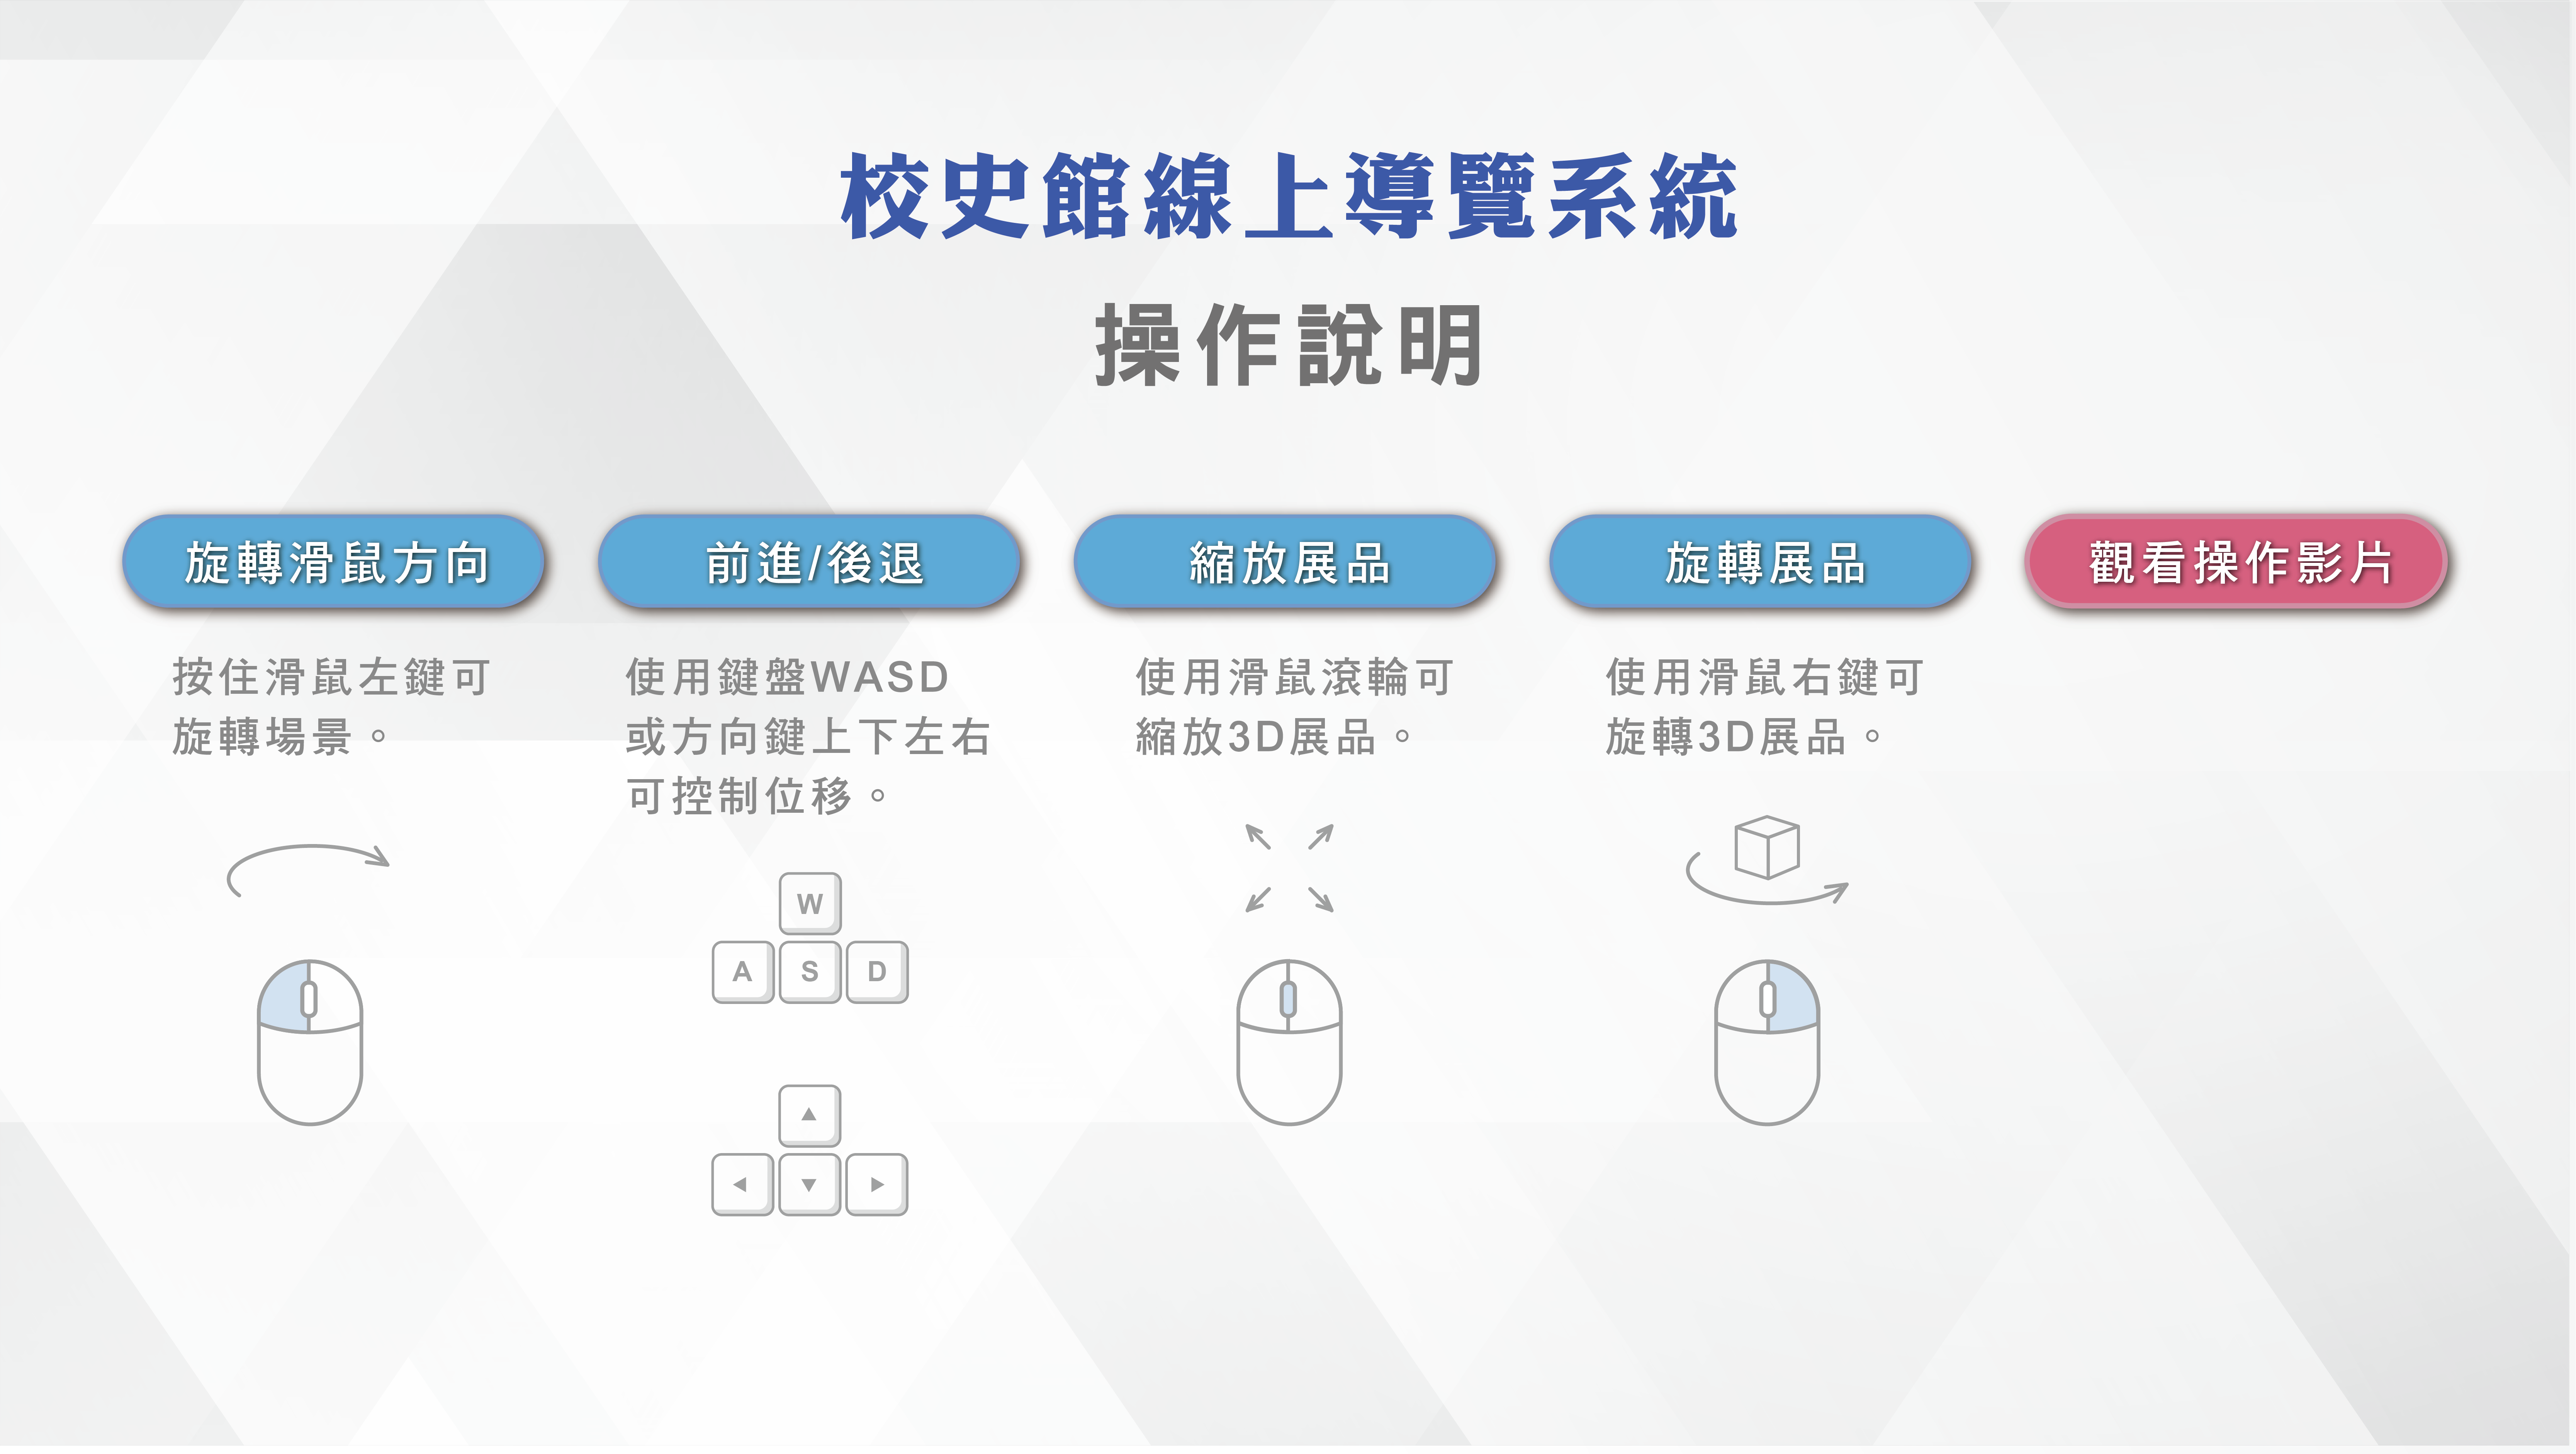 校史館線上導覽系統
操作說明
旋轉滑鼠方向
按住滑鼠左鍵可
旋轉場景。
前進/後退
使用鍵盤WASD
或方向鍵上下左右
可控制位移。
W
A S D
縮放展品
使用滑鼠滾輪可
縮放3D展品。
旋轉展品
使用滑鼠右鍵可
旋轉3D展品。
觀看操作影片